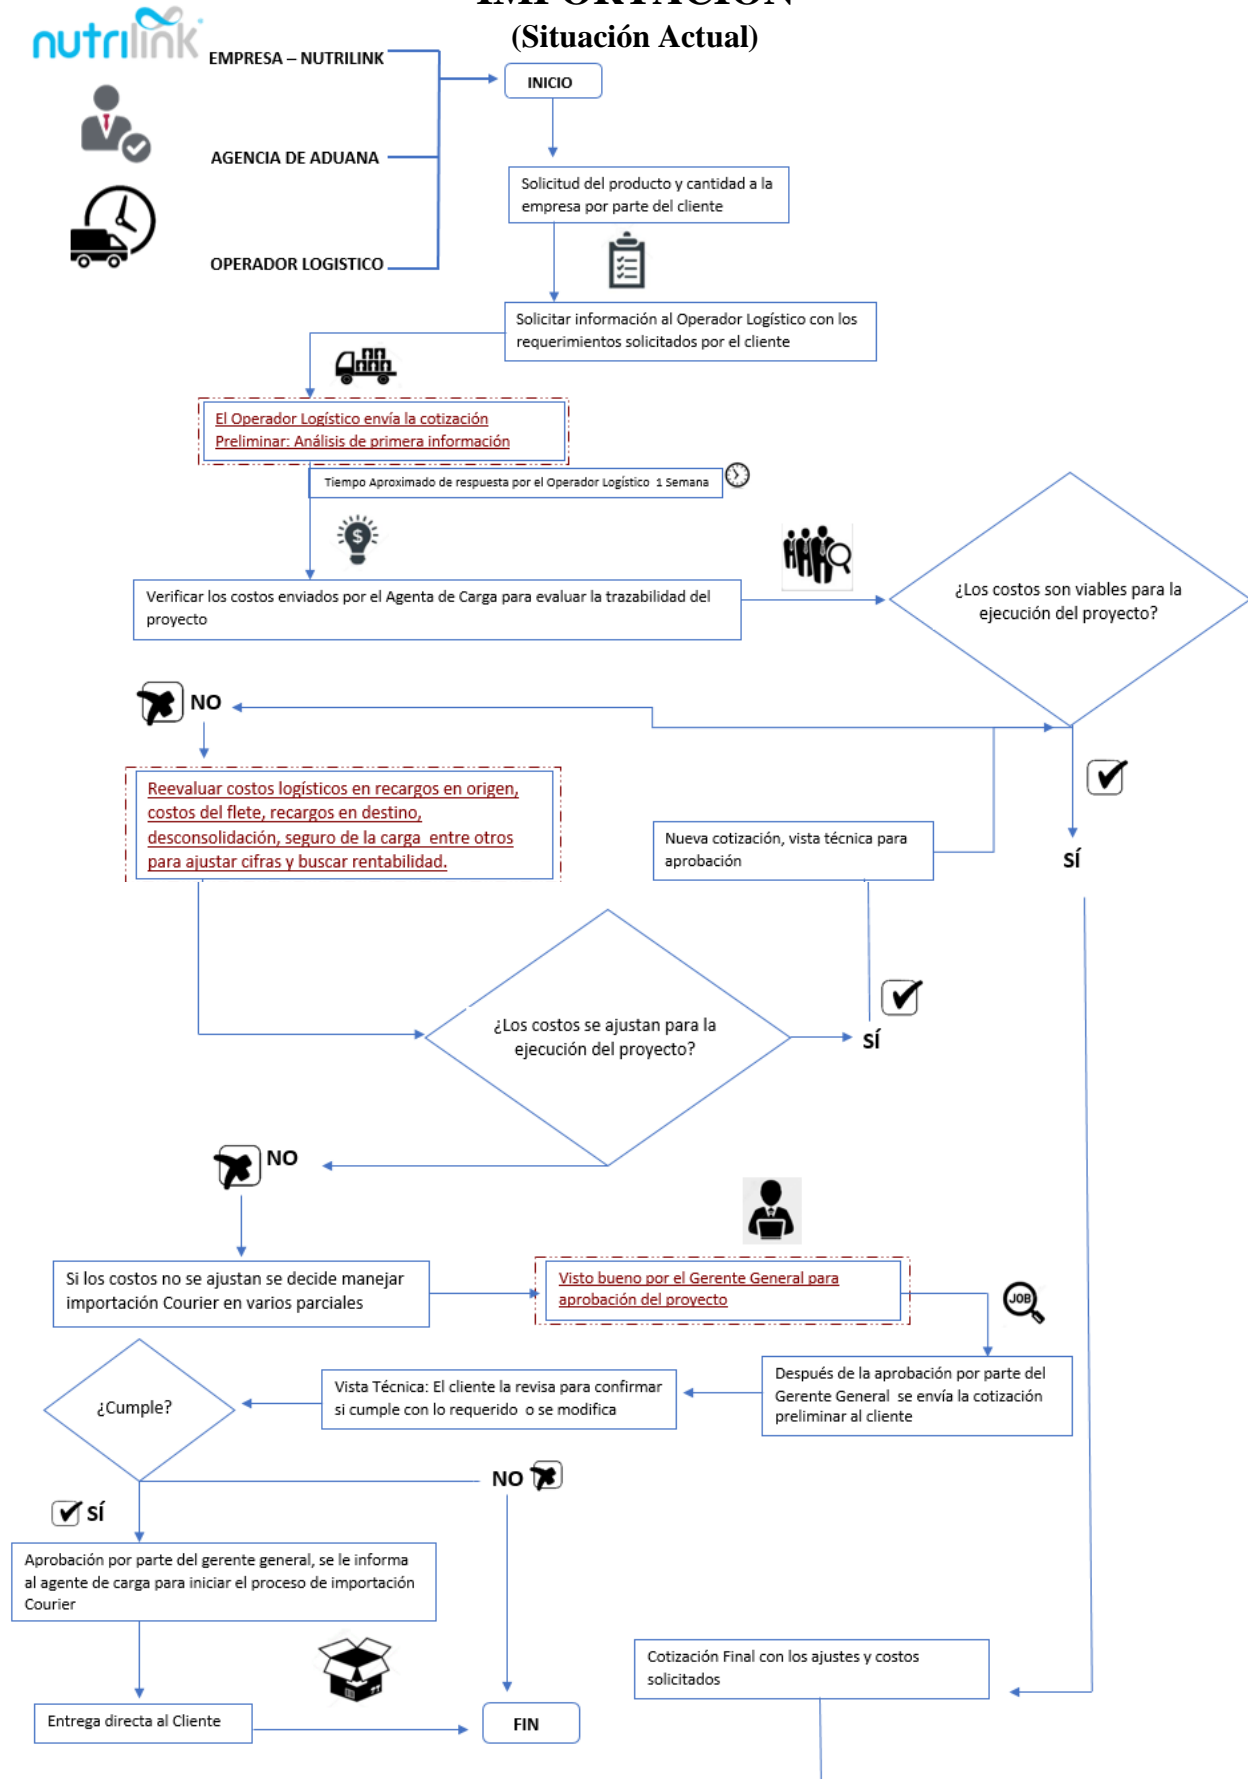 IMPORTACIÓN
(Situación Actual)
nutrilink
EMPRESA – NUTRILINK
INICIO
AGENCIA DE ADUANA
Solicitud del producto y cantidad a la
empresa por parte del cliente
OPERADOR LOGISTICO
Solicitar información al Operador Logístico con los
requerimientos solicitados por el cliente
El Operador Logístico envía la cotización
Preliminar: Análisis de primera información
Tiempo Aproximado de respuesta por el Operador Logístico 1 Semana
$
Verificar los costos enviados por el Agenta de Carga para evaluar la trazabilidad del
proyecto
¿Los costos son viables para la
ejecución del proyecto?
NO
Reevaluar costos logísticos en recargos en origen,
costos del flete, recargos en destino,
desconsolidación, seguro de la carga entre otros
para ajustar cifras y buscar rentabilidad.
Nueva cotización, vista técnica para
aprobación
SÍ
¿Los costos se ajustan para la
ejecución del proyecto?
SÍ
NO
Si los costos no se ajustan se decide manejar
importación Courier en varios parciales
Visto bueno por el Gerente General para
aprobación del proyecto
JOB
Después de la aprobación por parte del
Gerente General se envía la cotización
preliminar al cliente
Vista Técnica: El cliente la revisa para confirmar
si cumple con lo requerido o se modifica
¿Cumple?
NO
SÍ
Aprobación por parte del gerente general, se le informa
al agente de carga para iniciar el proceso de importación
Courier
Cotización Final con los ajustes y costos
solicitados
Entrega directa al Cliente
FIN